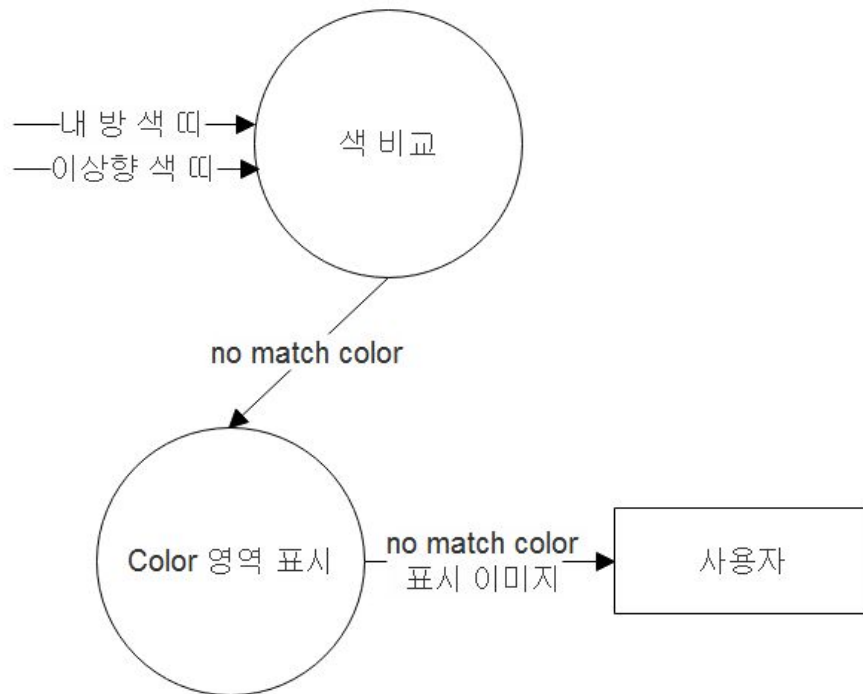 내 방 색 띠
이상향 색 띠
색 비교
no match color
Color 영역 표시
no match color
표시 이미지
사용자